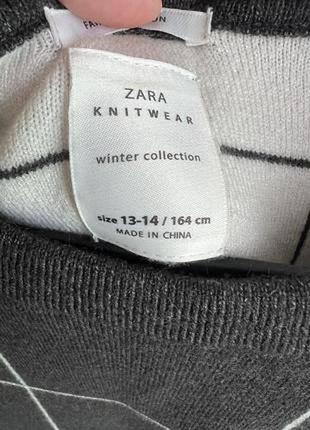 ZARA
KNITWEAR
winter collection
size 13-14 / 164 cm
MADE IN CHINA